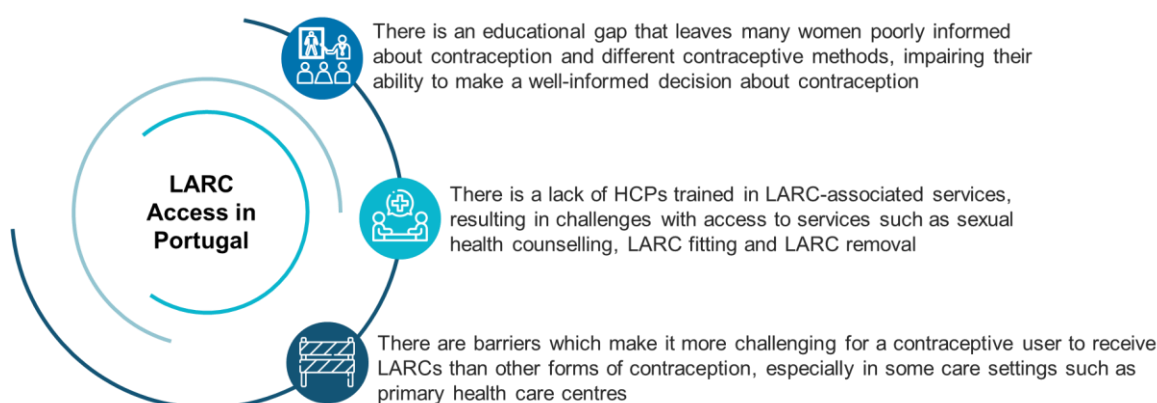 LARC
Access in
Portugal
There is an educational gap that leaves many women poorly informed
about contraception and different contraceptive methods, impairing their
ability to make a well-informed decision about contraception
There is a lack of HCPs trained in LARC-associated services,
resulting in challenges with access to services such as sexual
health counselling, LARC fitting and LARC removal
There are barriers which make it more challenging for a contraceptive user to receive
LARCs than other forms of contraception, especially in some care settings such as
primary health care centres